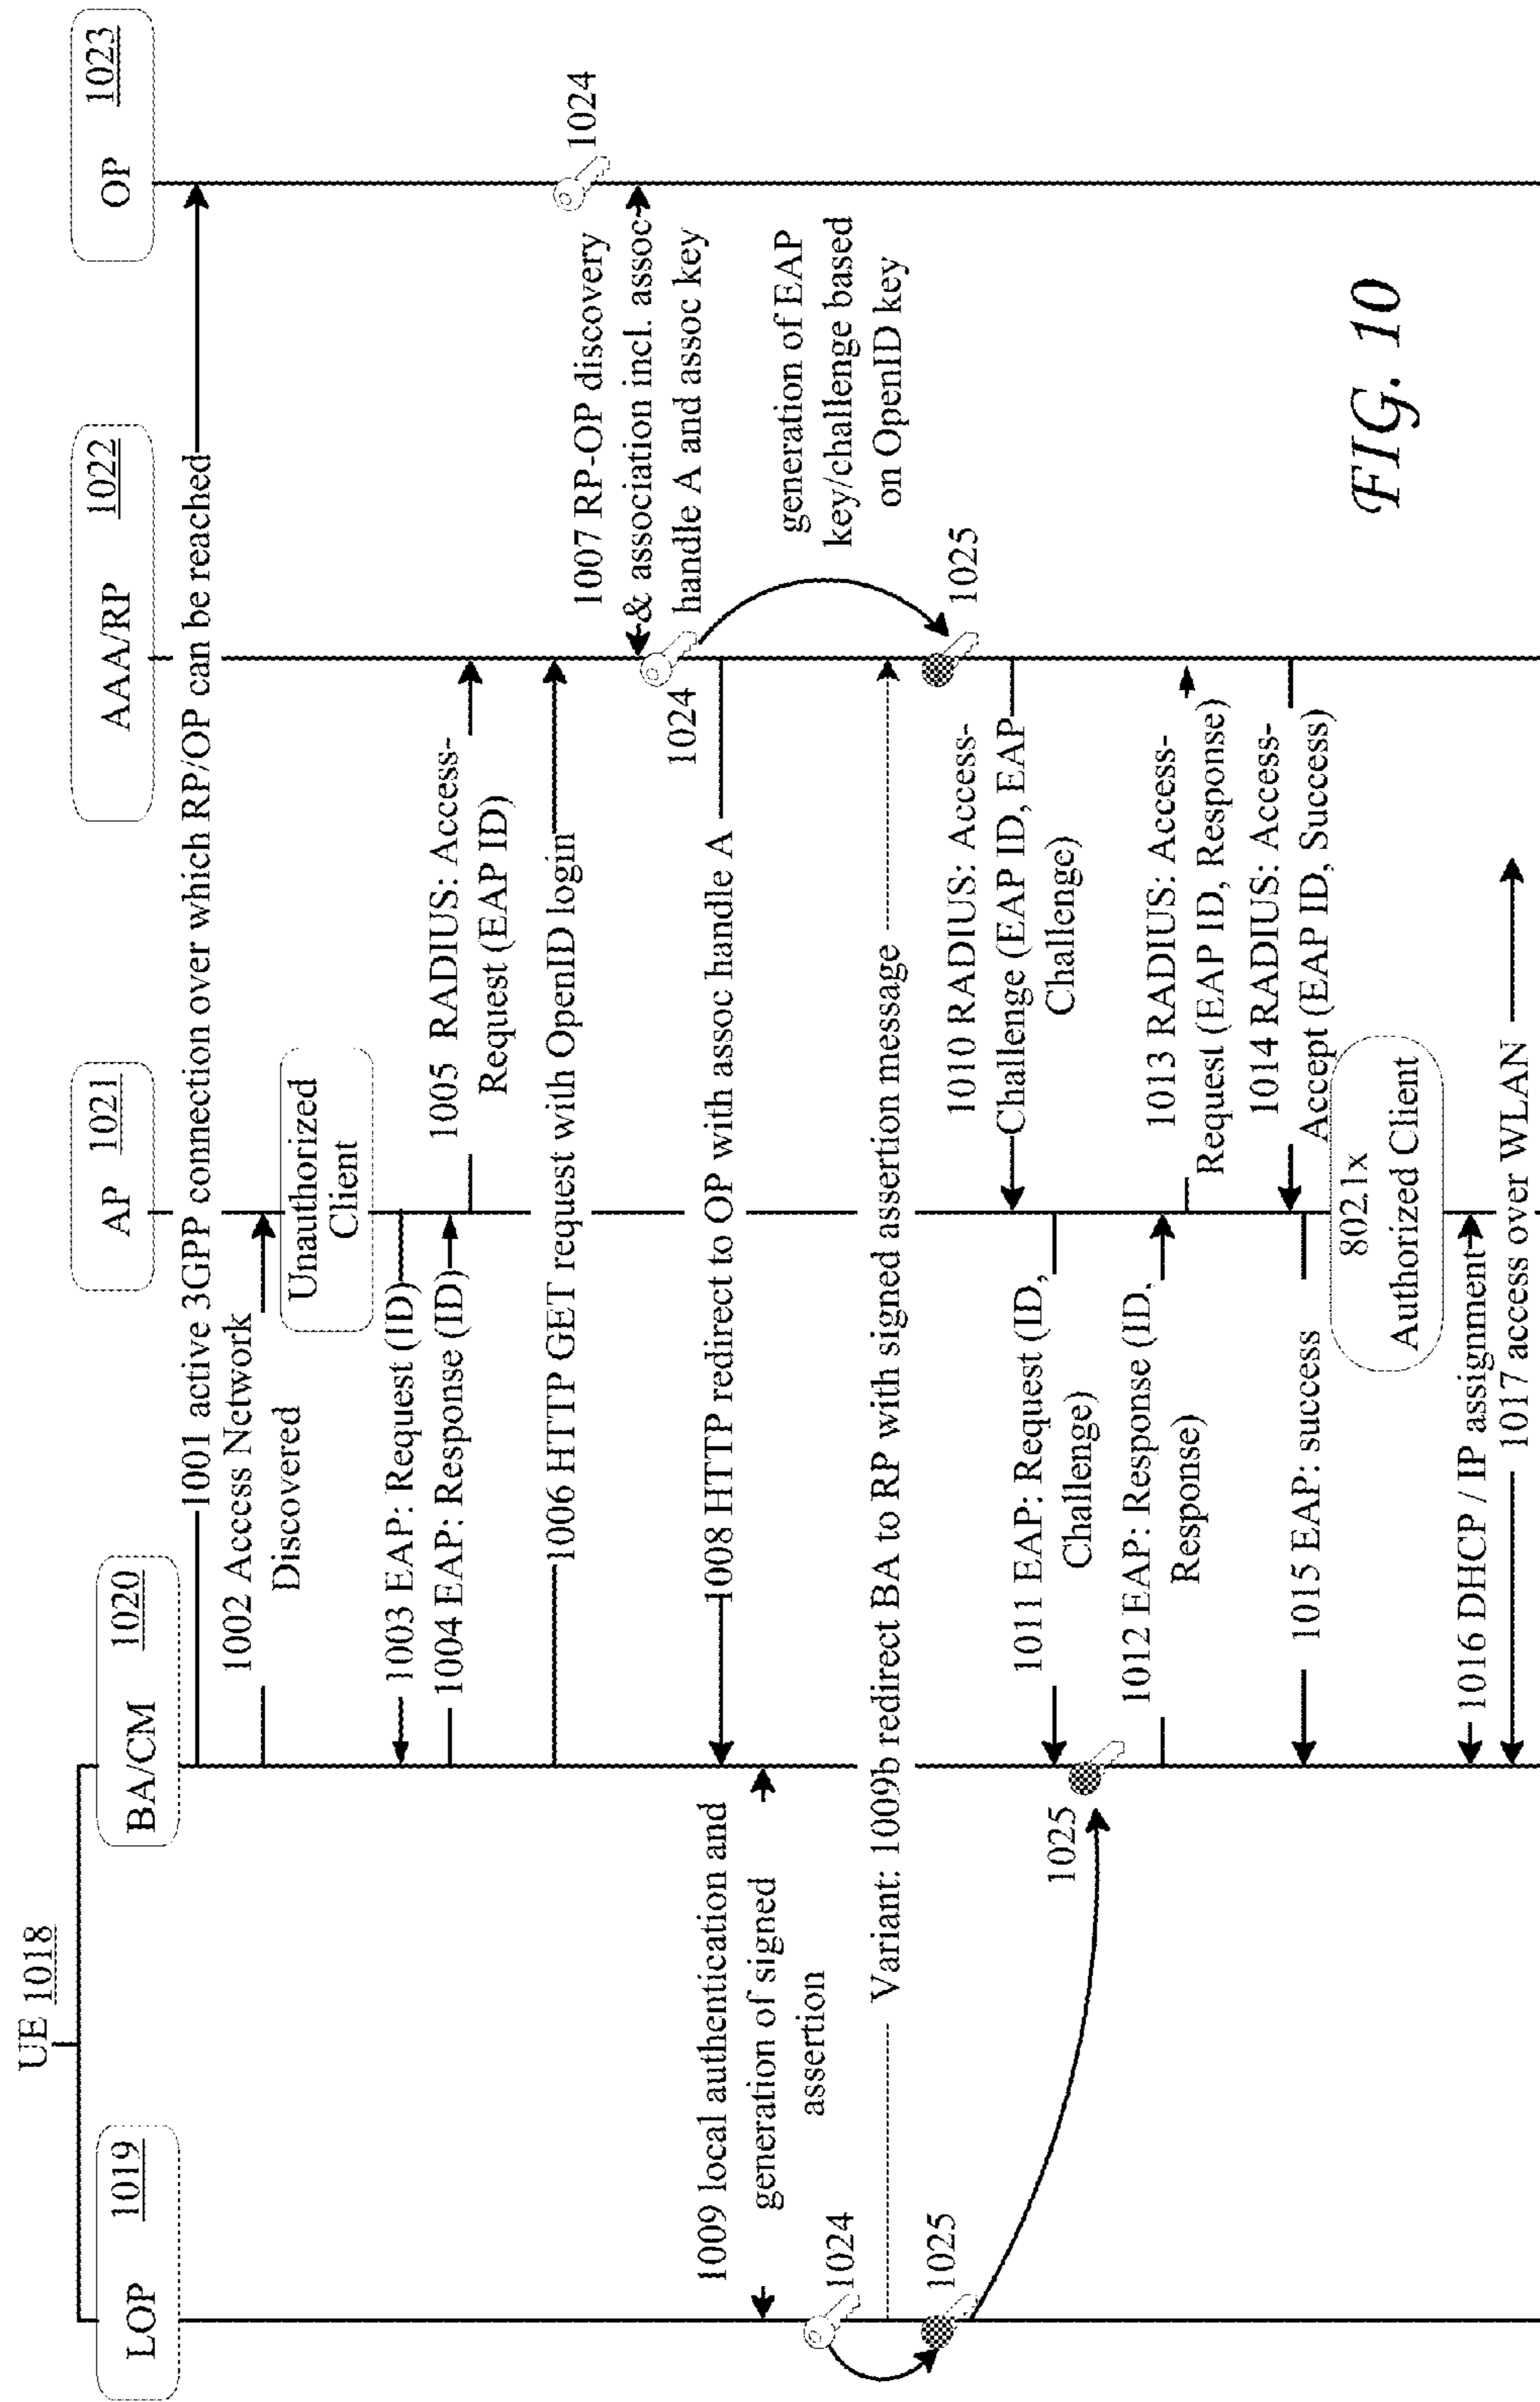 UE 1018
LOP 1019
BA/CM 1020
AP 1021
AAA/RP 1022
OP 1023
1001 active 3GPP connection over which RP/OP can be reached
1002 Access Network
Discovered
Unauthorized
Client
1003 EAP: Request (ID)
1004 EAP: Response (ID)
1005 RADIUS: Access-
Request (EAP ID)
1006 HTTP GET request with OpenID login
1024
1007 RP-OP discovery
& association incl. assoc
handle A and assoc key
1024
1008 HTTP redirect to OP with assoc handle A
generation of EAP
key/challenge based
on OpenID key
1009 local authentication and
generation of signed
assertion
1024
Variant: 1009b redirect BA to RP with signed assertion message
1025
1025
1010 RADIUS: Access-
Challenge (EAP ID, EAP
Challenge)
1011 EAP: Request (ID,
Challenge)
1025
1012 EAP: Response (ID,
Response)
1013 RADIUS: Access-
Request (EAP ID, Response)
1014 RADIUS: Access-
Accept (EAP ID, Success)
1015 EAP: success
802.1x
Authorized Client
1016 DHCP / IP assignment
1017 access over WLAN
FIG. 10